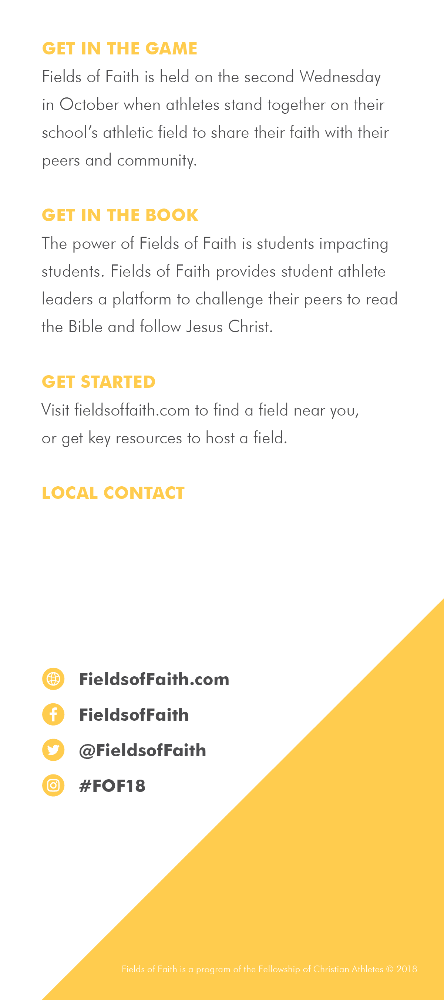 GET IN THE GAME
Fields of Faith is held on the second Wednesday
in October when athletes stand together on their
school’s athletic field to share their faith with their
peers and community.
GET IN THE BOOK
The power of Fields of Faith is students impacting
students. Fields of Faith provides student athlete
leaders a platform to challenge their peers to read
the Bible and follow Jesus Christ.
GET STARTED
Visit fieldsoffaith.com to find a field near you,
or get key resources to host a field.
LOCAL CONTACT
FieldsofFaith.com
FieldsofFaith
@FieldsofFaith
#FOF18
Fields of Faith is a program of the Fellowship of Christian Athletes © 2018